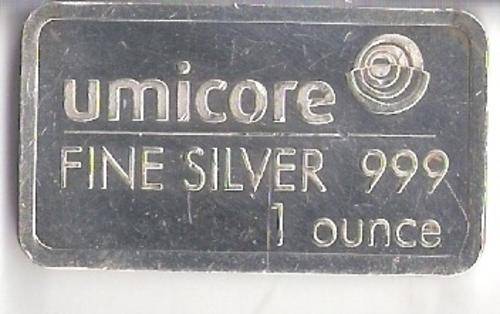 umicore
FINE SILVER 999
1 ounce